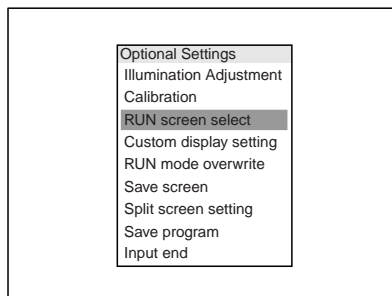 Optional Settings
Illumination Adjustment
Calibration
RUN screen select
Custom display setting
RUN mode overwrite
Save screen
Split screen setting
Save program
Input end